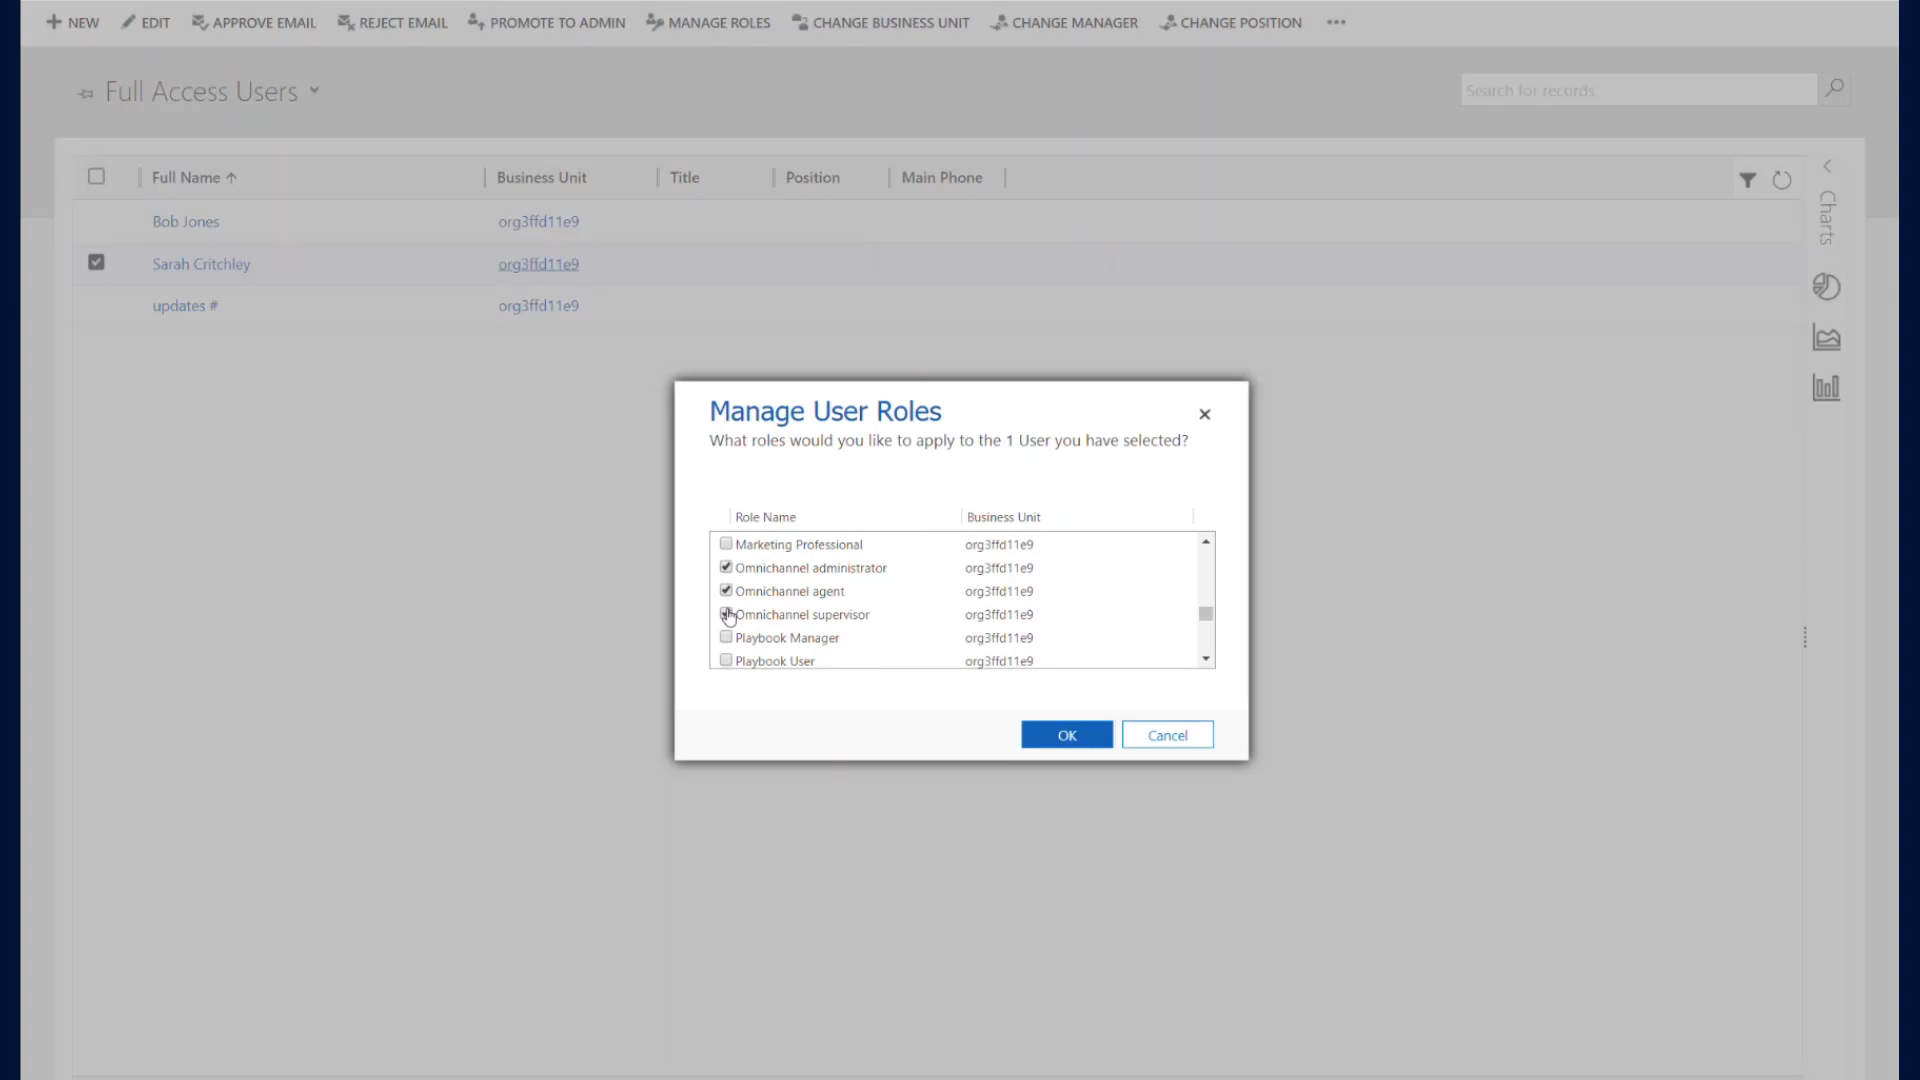 NEW EDIT APPROVE EMAIL REJECT EMAIL PROMOTE TO ADMIN MANAGE ROLES CHANGE BUSINESS UNIT CHANGE MANAGER CHANGE POSITION
Full Access Users
Search for records
Full Name Business Unit Title Position Main Phone
Charts
Bob Jones org3ffd11e9
Sarah Critchley org3ffd11e9
updates # org3ffd11e9
Manage User Roles
What roles would you like to apply to the 1 User you have selected?
Role Name Business Unit
Marketing Professional org3ffd11e9
Omnichannel administrator org3ffd11e9
Omnichannel agent org3ffd11e9
Omnichannel supervisor org3ffd11e9
Playbook Manager org3ffd11e9
Playbook User org3ffd11e9
OK Cancel